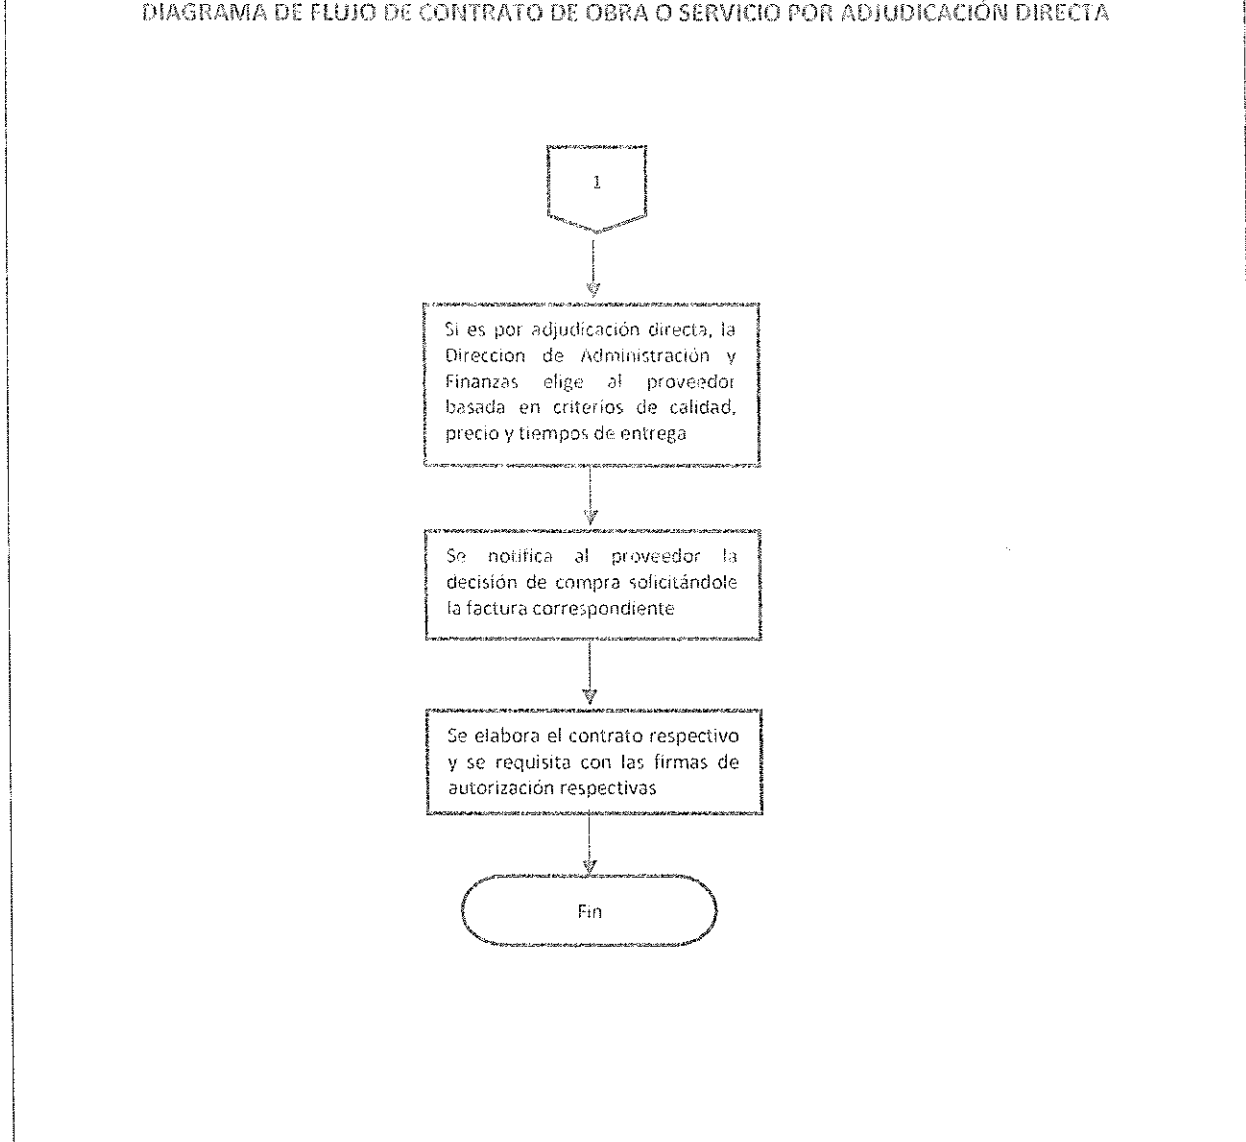 DIAGRAMA DE FLUJO DE CONTRATO DE OBRA O SERVICIO POR ADJUDICACIÓN DIRECTA
1
Si es por adjudicación directa, la
Direccion de Administración y
Finanzas elige al proveedor
basada en criterios de calidad,
precio y tiempos de entrega
Se notifica al proveedor la
decisión de compra solicitándole
la factura correspondiente
Se elabora el contrato respectivo
y se requisita con las firmas de
autorización respectivas
Fin